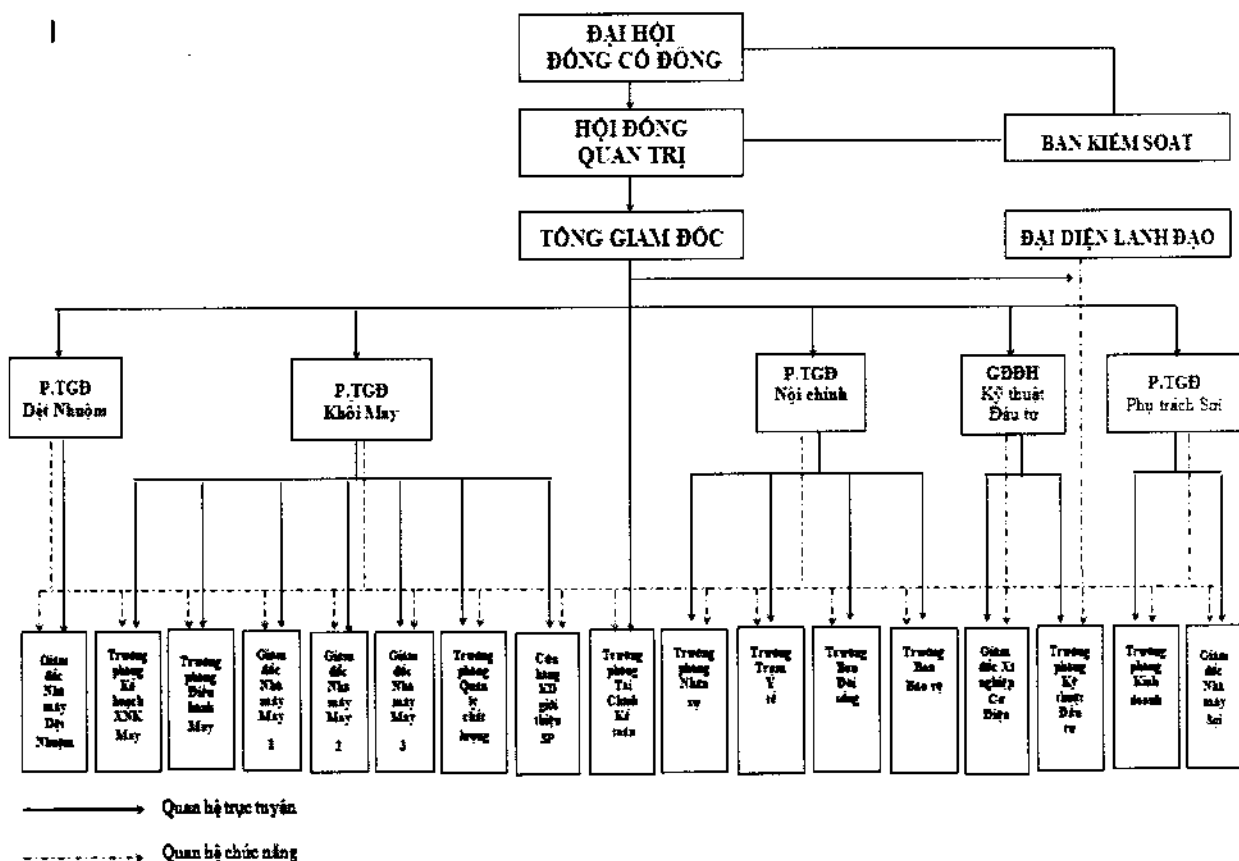 ĐẠI HỘI
ĐỒNG CỔ ĐÔNG
HỘI ĐỒNG
QUẢN TRỊ
BAN KIỂM SOÁT
TỔNG GIÁM ĐỐC
ĐẠI DIỆN LÃNH ĐẠO
P.TGĐ
Dệt Nhuộm
P.TGĐ
Khối May
P.TGĐ
Nội chính
GĐĐH
Kỹ thuật
Đầu tư
P.TGĐ
Phụ trách Sợi
Giám
đốc
Nhà
máy
Dệt
Nhuộm
Trưởng
phòng
Kế
hoạch
XNK
May
Trưởng
phòng
Điều
hành
May
Giám
đốc
Nhà
máy
May
1
Giám
đốc
Nhà
máy
May
2
Giám
đốc
Nhà
máy
May
3
Trưởng
phòng
Quản
lý
chất
lượng
Cửa
hàng
KD
giới
thiệu
SP
Trưởng
phòng
Tài
Chính
Kế
toán
Trưởng
phòng
Nhân
sự
Trưởng
Trạm
Y
tế
Trưởng
Ban
Đời
sống
Trưởng
Ban
Bảo vệ
Giám
đốc Xí
nghiệp
Cơ
Điện
Trưởng
phòng
Kỹ
thuật
Đầu
tư
Trưởng
phòng
Kinh
doanh
Giám
đốc
Nhà
máy
Sợi
Quan hệ trực tuyến
Quan hệ chức năng